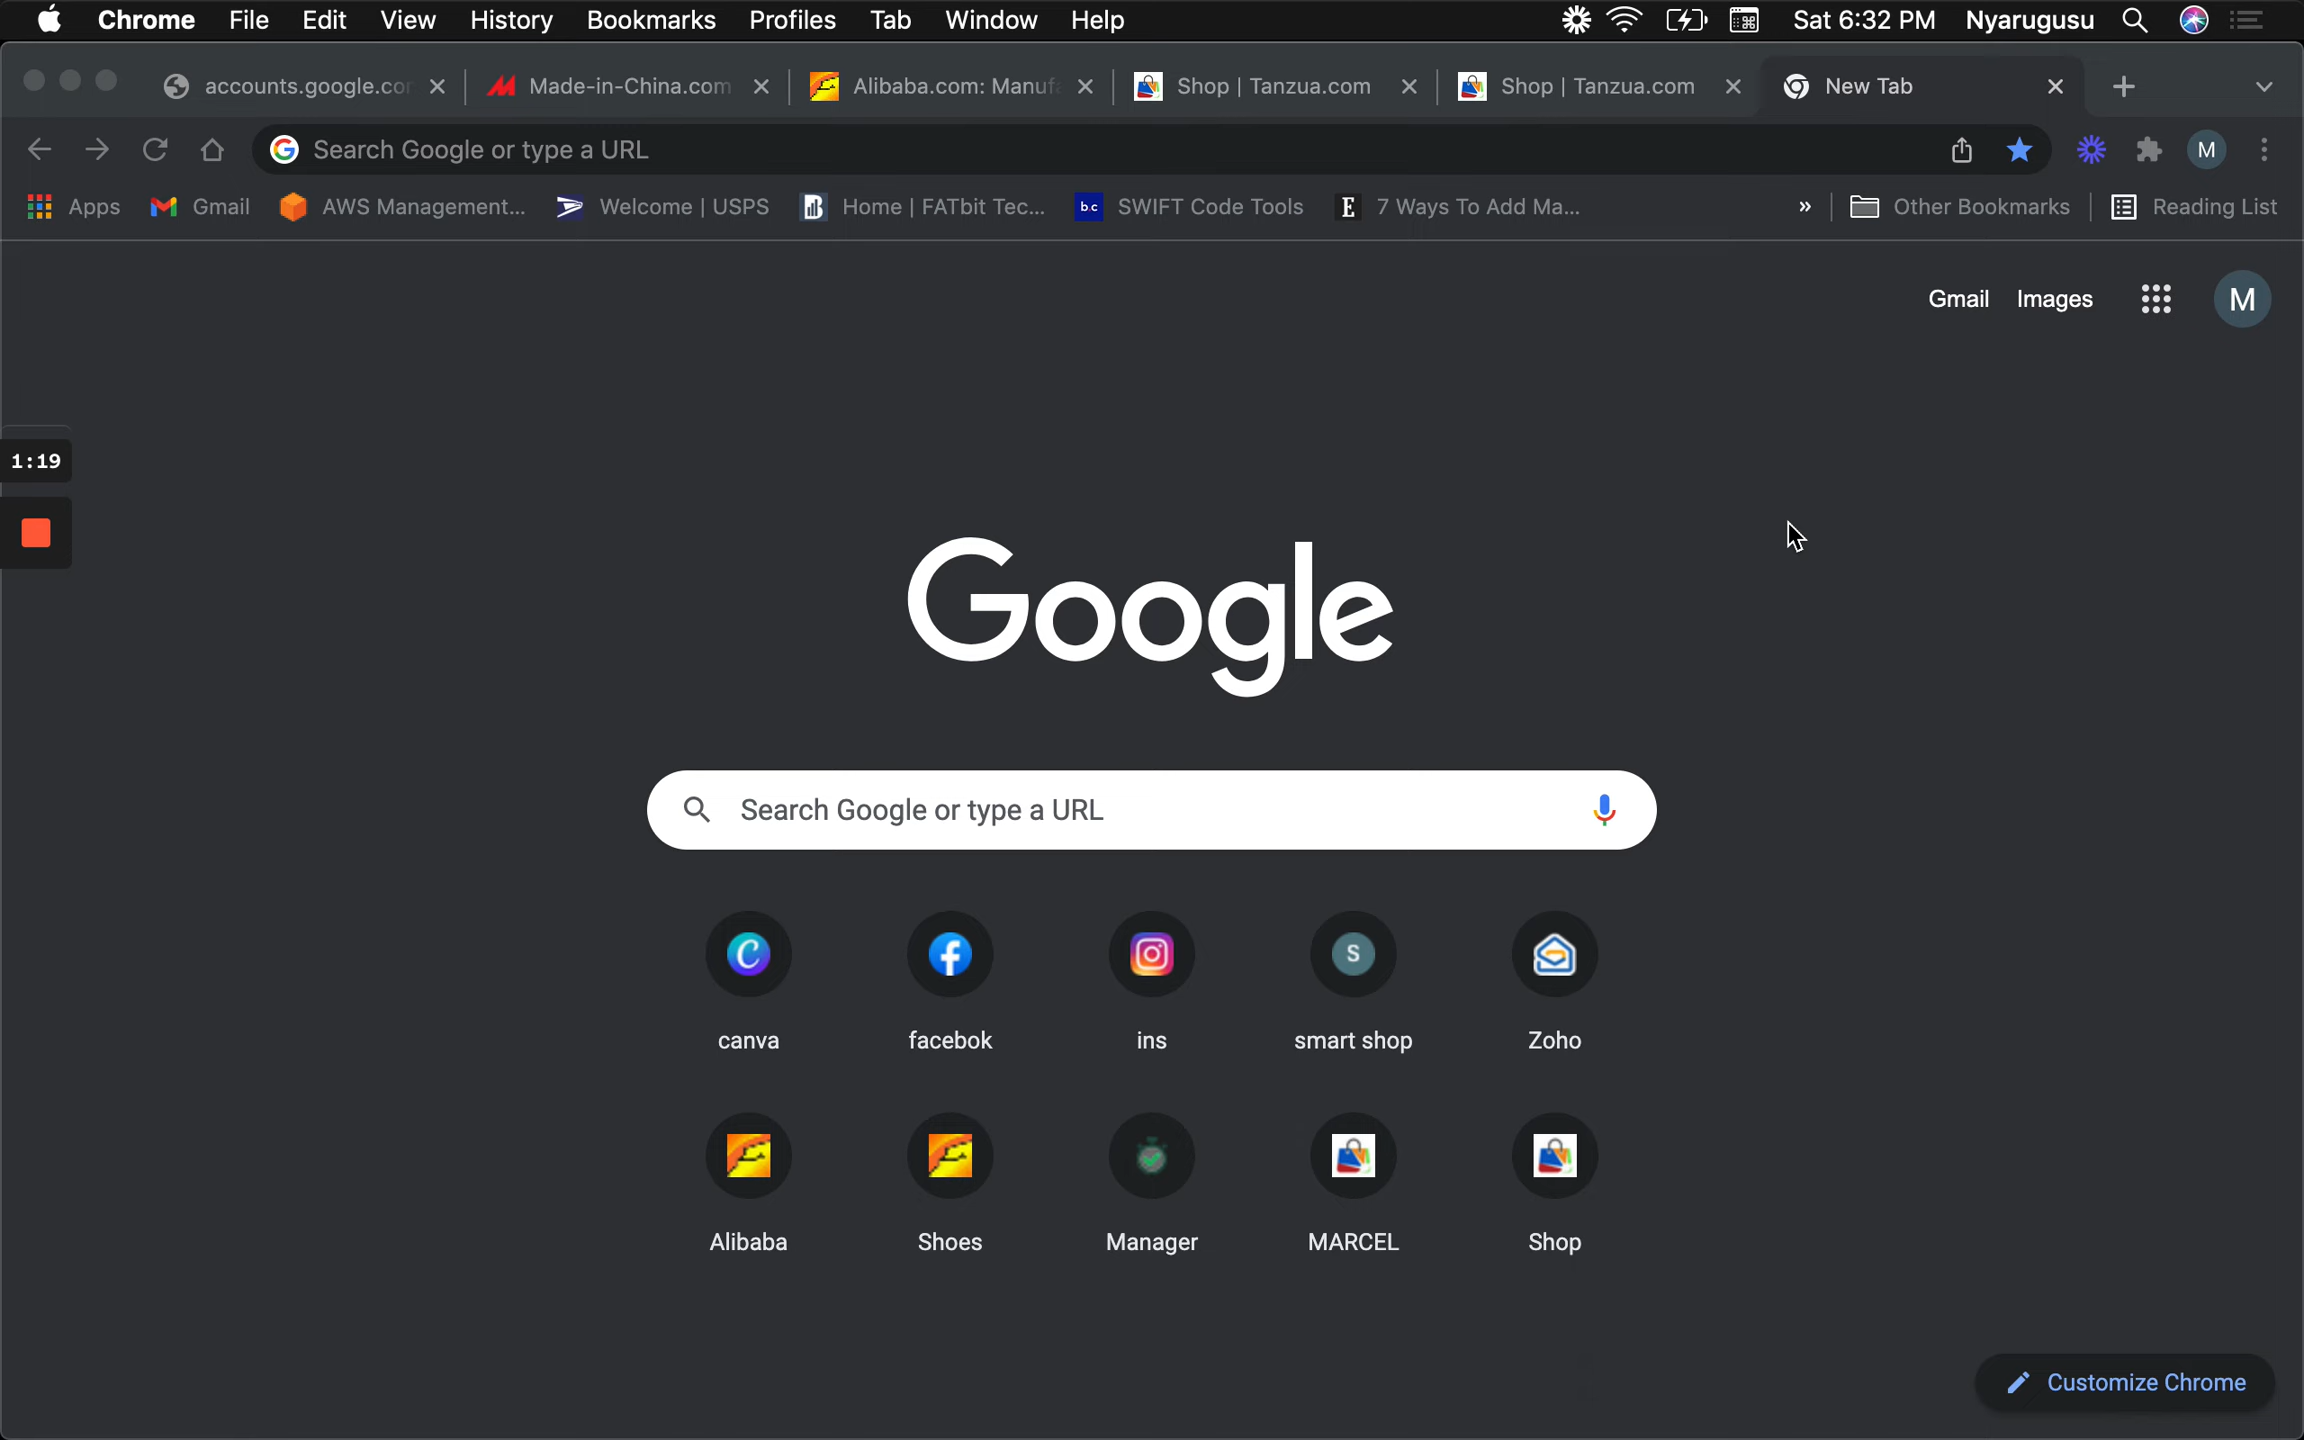 Chrome File Edit View History Bookmarks Profiles Tab Window Help Sat 6:32 PM Nyarugusu
accounts.google.co Made-in-China.com Alibaba.com: Manuf Shop | Tanzua.com Shop | Tanzua.com New Tab
Search Google or type a URL M
Apps Gmail AWS Management... Welcome | USPS Home | FATbit Tec... b.c SWIFT Code Tools E 7 Ways To Add Ma... » Other Bookmarks Reading List
Gmail Images M
1:19
Google
Search Google or type a URL
S
canva facebok ins smart shop Zoho
Alibaba Shoes Manager MARCEL Shop
Customize Chrome